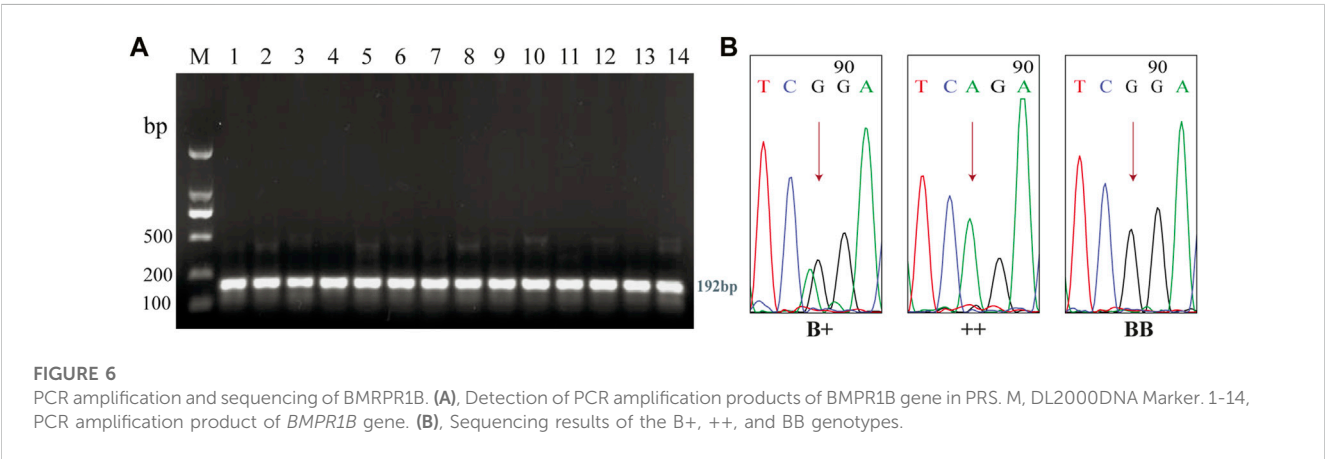 A
M 1 2 3 4 5 6 7 8 9 10 11 12 13 14
bp
500
200
100
192bp
B
90
T C G G A
B+
90
T C A G A
++
90
T C G G A
BB
FIGURE 6
PCR amplification and sequencing of BMRPR1B. (A), Detection of PCR amplification products of BMPR1B gene in PRS. M, DL2000DNA Marker. 1-14,
PCR amplification product of BMPR1B gene. (B), Sequencing results of the B+, ++, and BB genotypes.